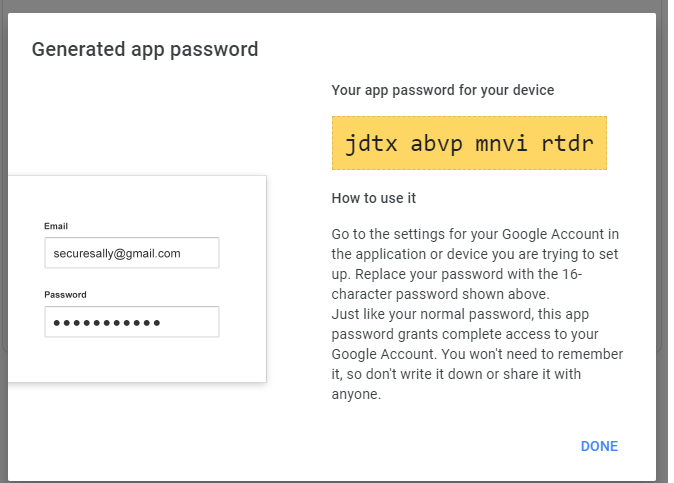 Generated app password
Your app password for your device
jdtx abvp mnvi rtdr
How to use it
Go to the settings for your Google Account in
the application or device you are trying to set
up. Replace your password with the 16-
character password shown above.
Just like your normal password, this app
password grants complete access to your
Google Account. You won't need to remember
it, so don't write it down or share it with
anyone.
Email
securesally@gmail.com
Password
●●●●●●●●●●●
DONE